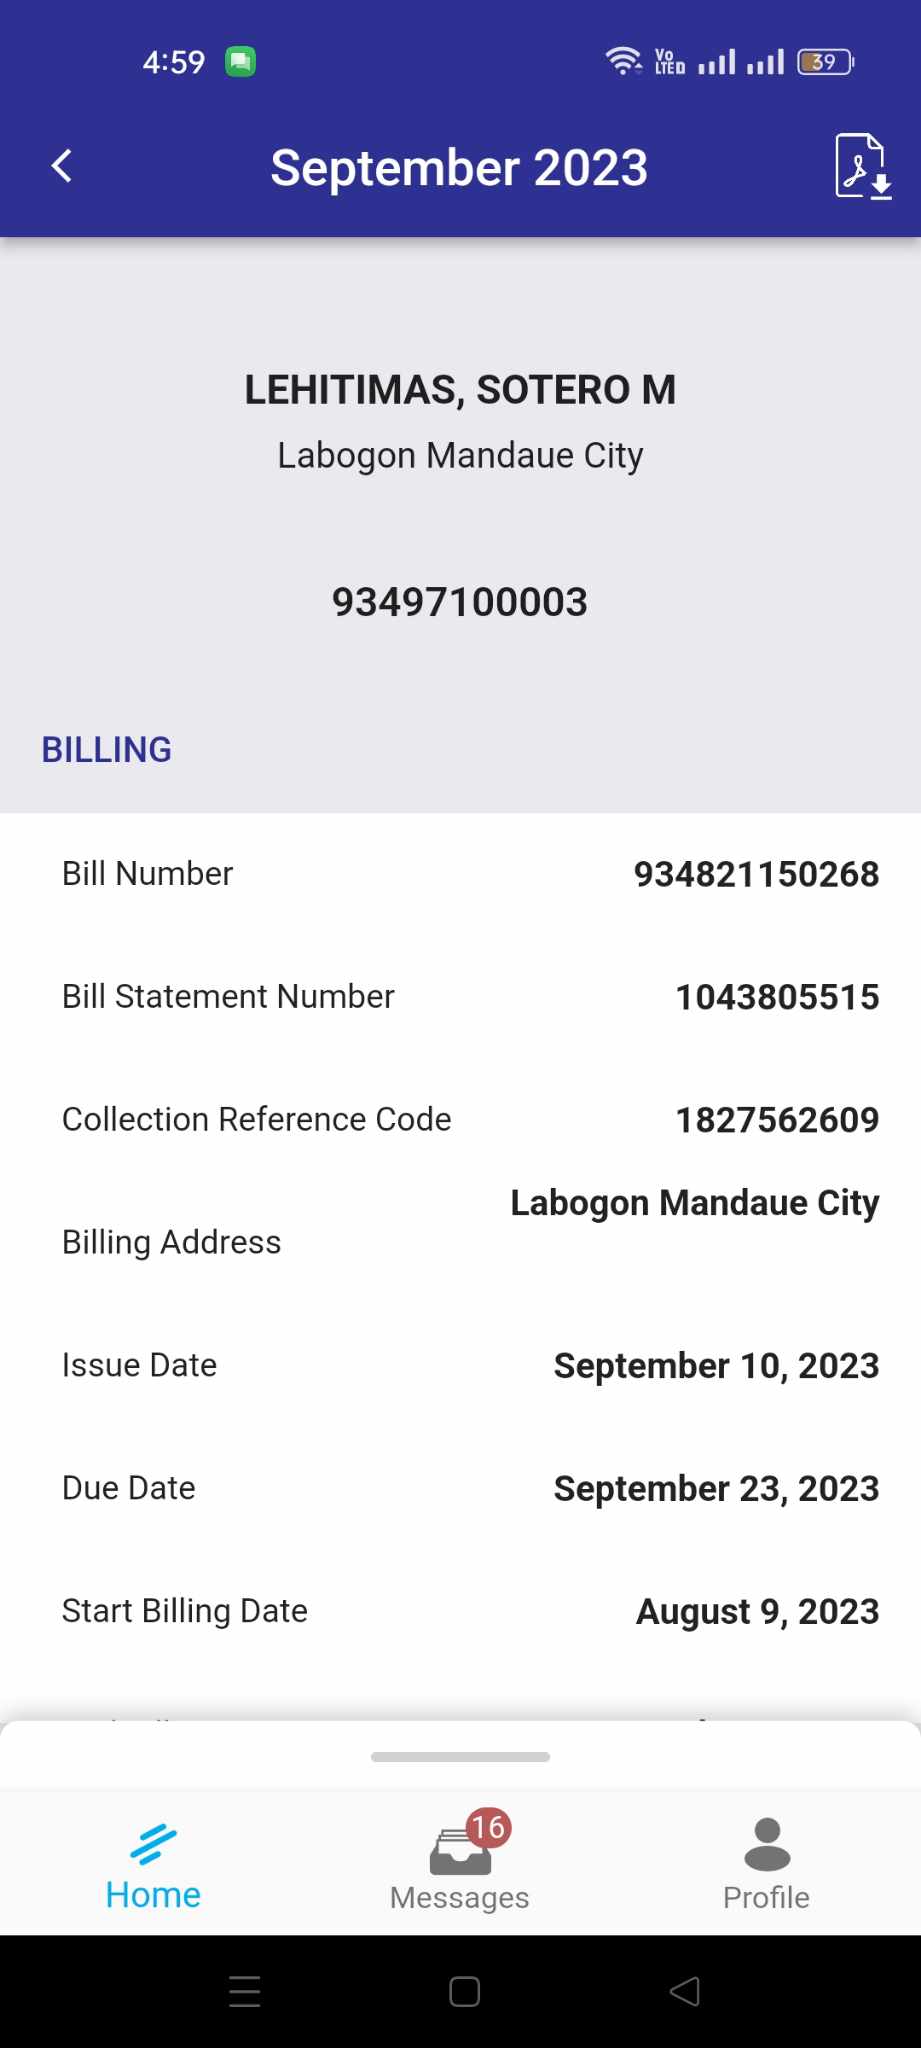 4:59
Vo
LTE
39
September 2023
LEHITIMAS, SOTERO M
Labogon Mandaue City
93497100003
BILLING
Bill Number 934821150268
Bill Statement Number 1043805515
Collection Reference Code 1827562609
Labogon Mandaue City
Billing Address
Issue Date September 10, 2023
Due Date September 23, 2023
Start Billing Date August 9, 2023
16
Home Messages Profile